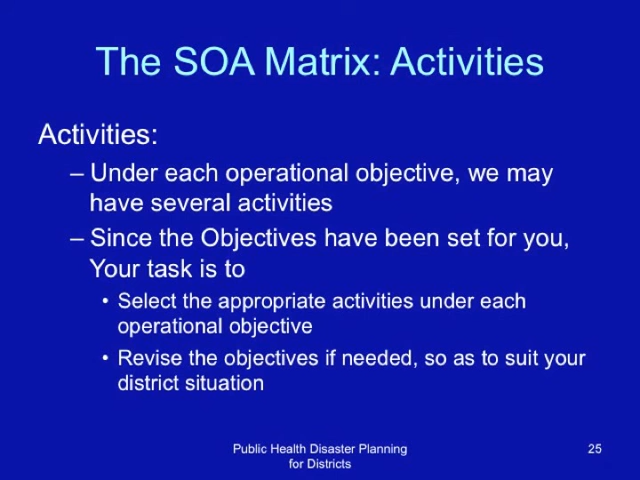 The SOA Matrix: Activities
Activities:
– Under each operational objective, we may
have several activities
– Since the Objectives have been set for you,
Your task is to
• Select the appropriate activities under each
operational objective
• Revise the objectives if needed, so as to suit your
district situation
Public Health Disaster Planning
for Districts
25